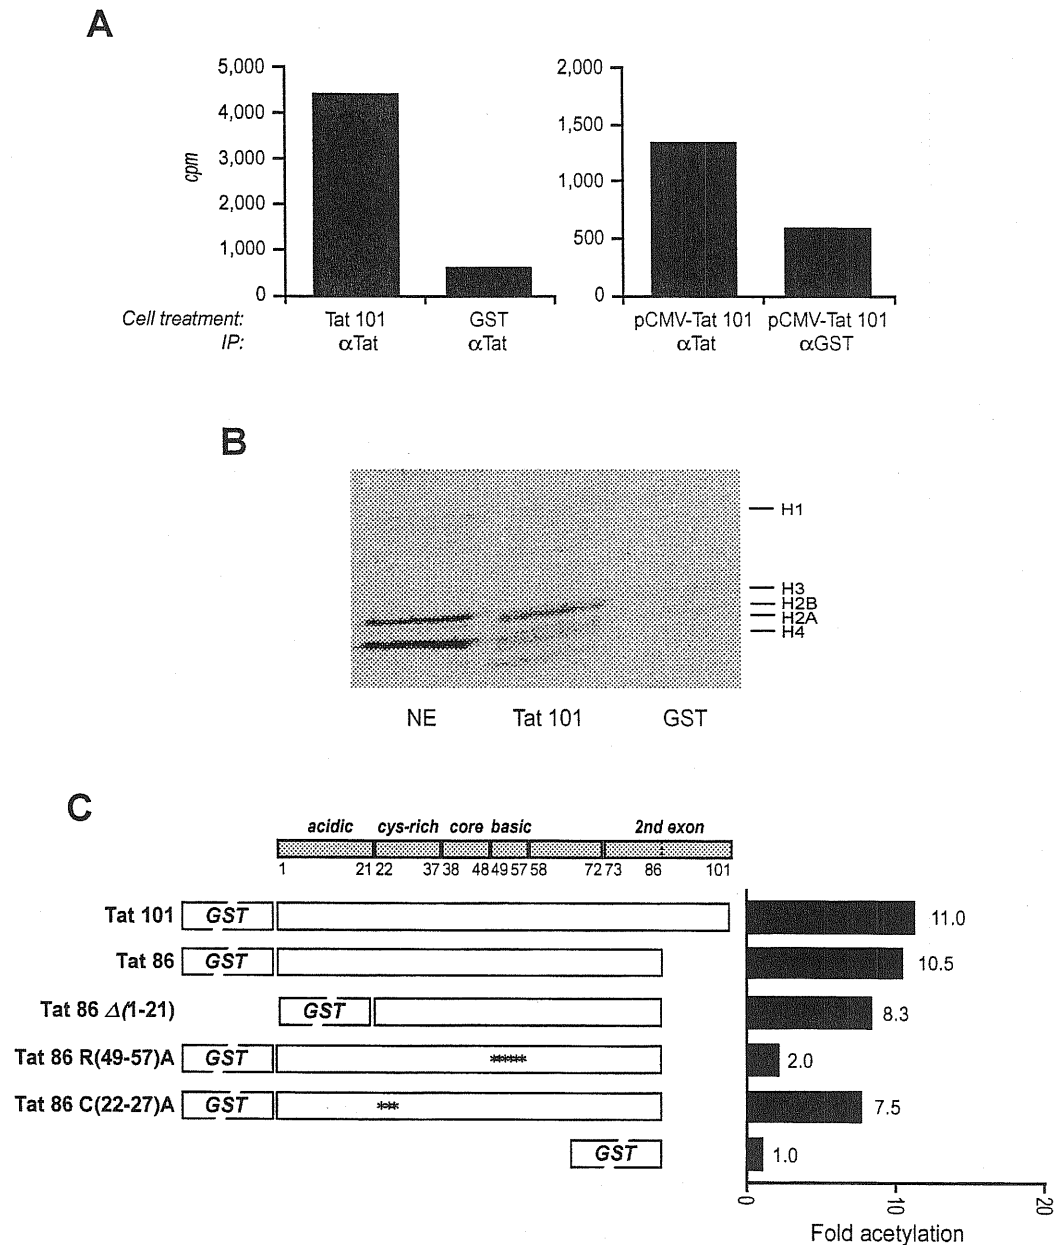 A
5,000
4,000
3,000
2,000
1,000
0
cpm
2,000
1,500
1,000
500
0
Cell treatment: Tat 101 GST pCMV-Tat 101 pCMV-Tat 101
IP: αTat αTat αTat αGST
B
H1
H3
H2B
H2A
H4
NE Tat 101 GST
C
acidic cys-rich core basic 2nd exon
1 21 22 37 38 48 49 57 58 72 73 86 101
Tat 101 GST 11.0
Tat 86 GST 10.5
Tat 86 Δ(1-21) GST 8.3
Tat 86 R(49-57)A GST ***** 2.0
Tat 86 C(22-27)A GST *** 7.5
GST 1.0
0 10 20
Fold acetylation